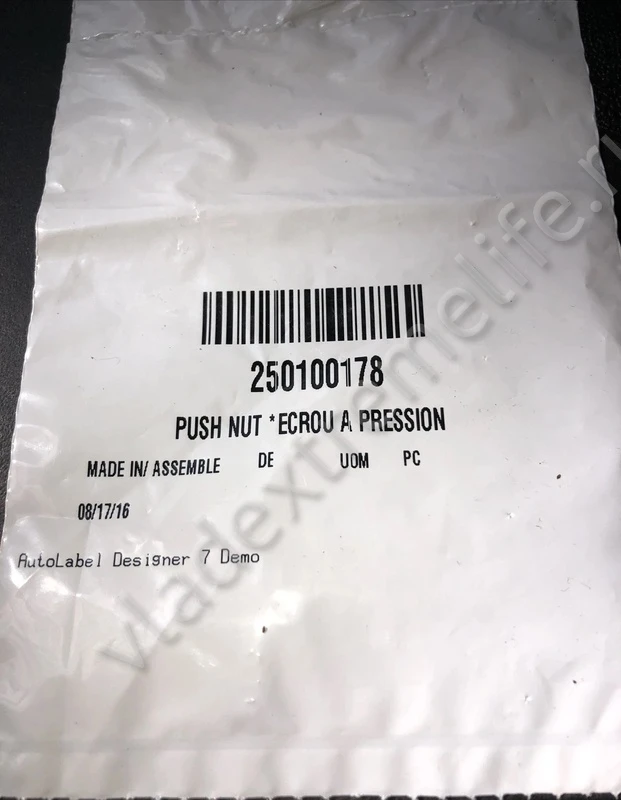 250100178
PUSH NUT *ECROU A PRESSION
MADE IN/ ASSEMBLE DE UOM PC
08/17/16
AutoLabel Designer 7 Demo
vladextremelife.ru